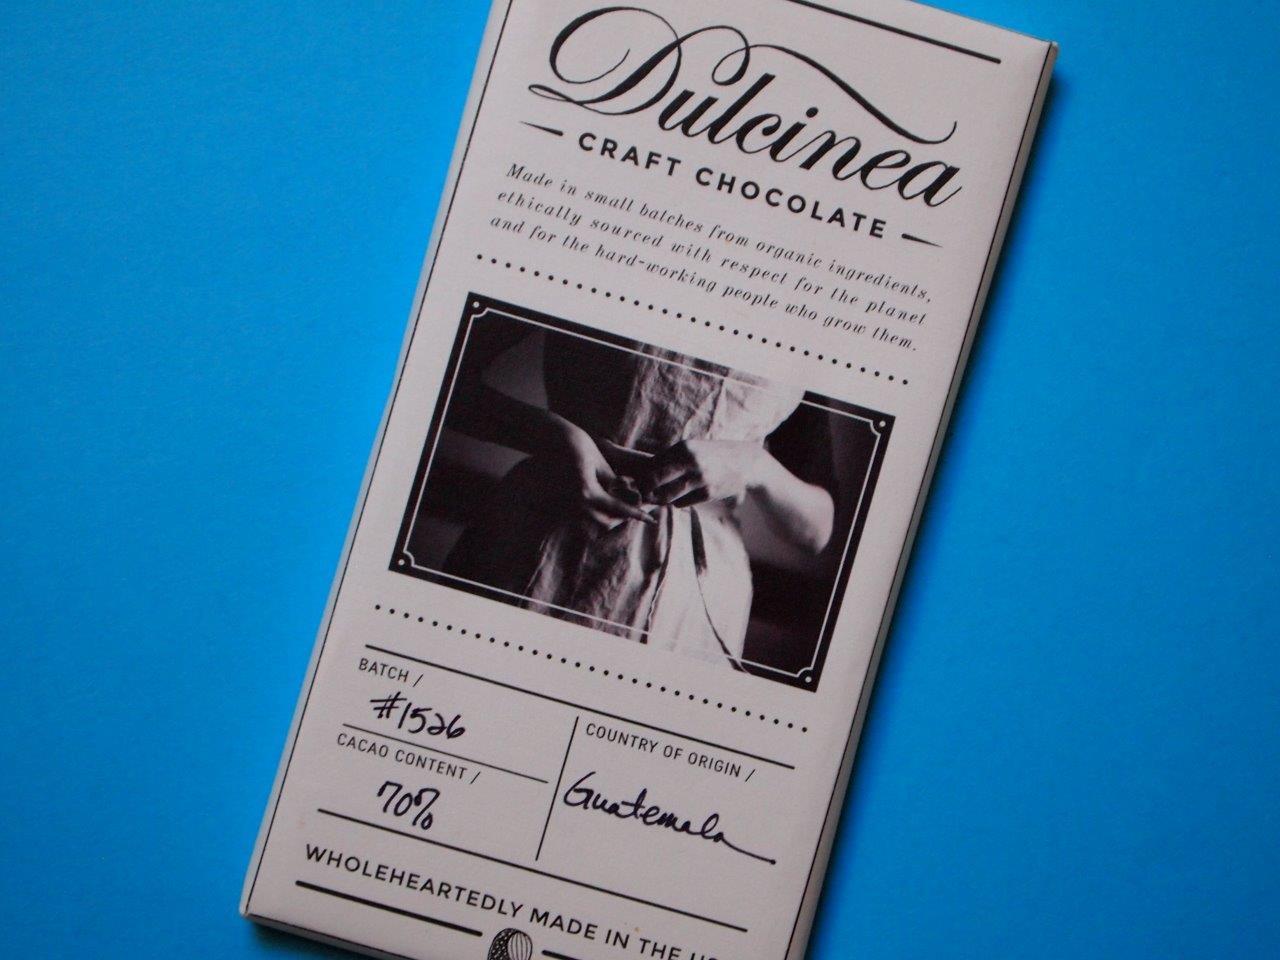 Dulcinea
CRAFT CHOCOLATE
Made in small batches from organic ingredients,
ethically sourced with respect for the planet
and for the hard-working people who grow them.
BATCH /
#1526
CACAO CONTENT /
70%
COUNTRY OF ORIGIN /
Guatemala
WHOLEHEARTEDLY MADE IN THE